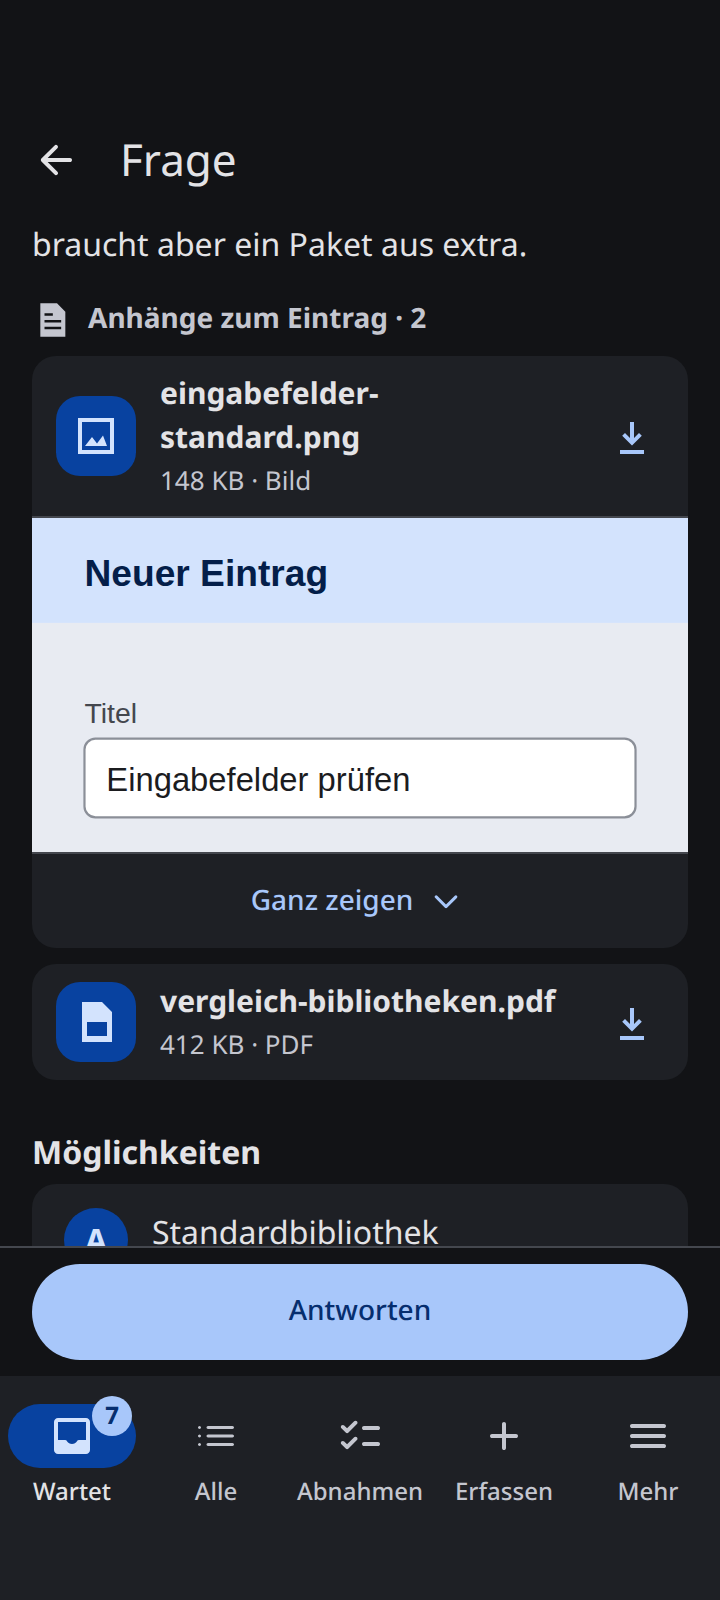 Frage
braucht aber ein Paket aus extra.
Anhänge zum Eintrag · 2
eingabefelder-
standard.png
148 KB · Bild
Neuer Eintrag
Titel
Eingabefelder prüfen
Ganz zeigen
vergleich-bibliotheken.pdf
412 KB · PDF
Möglichkeiten
A Standardbibliothek
Antworten
7
Wartet Alle Abnahmen Erfassen Mehr